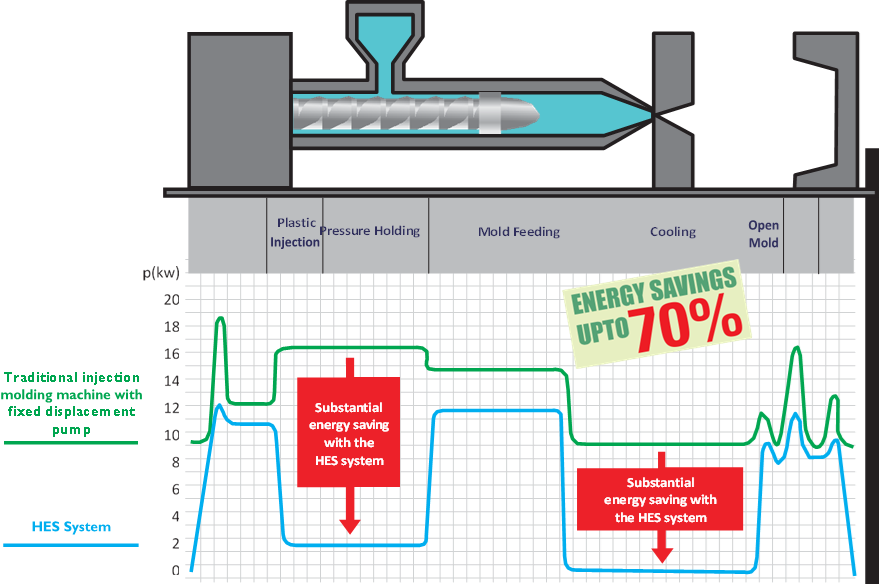 Plastic
Injection
Pressure Holding
Mold Feeding
Cooling
Open
Mold
p(kw)
20
18
16
14
12
10
8
6
4
2
0
ENERGY SAVINGS
UPTO 70%
Traditional injection
molding machine with
fixed displacement
pump
HES System
Substantial
energy saving
with the
HES system
Substantial
energy saving with
the HES system